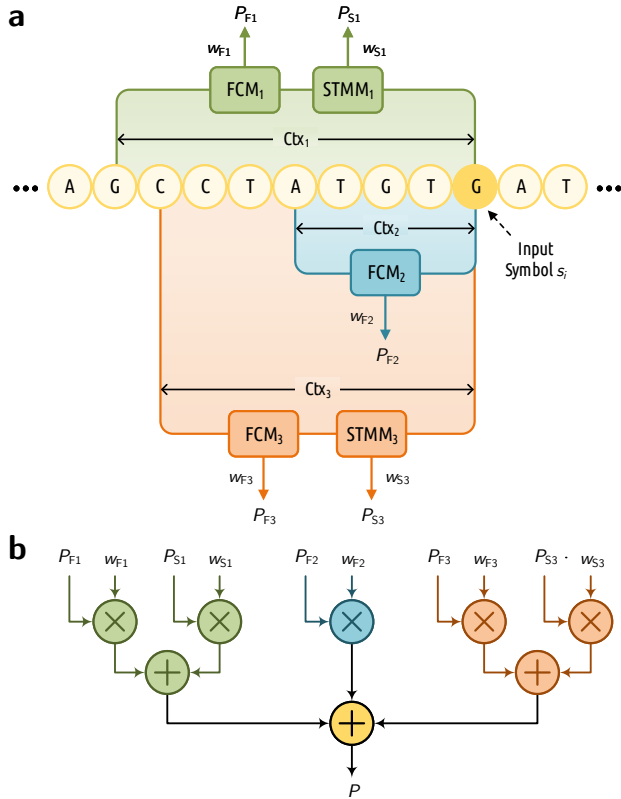 a
P_F1 P_S1
w_F1 w_S1
FCM_1 STMM_1
Ctx_1
••• A G C C T A T G T G A T •••
Ctx_2
Input
Symbol s_i
FCM_2
w_F2
P_F2
Ctx_3
FCM_3 STMM_3
w_F3 w_S3
P_F3 P_S3
b
P_F1 w_F1 P_S1 w_S1 P_F2 w_F2 P_F3 w_F3 P_S3 · w_S3
× × × × ×
+ +
+
P